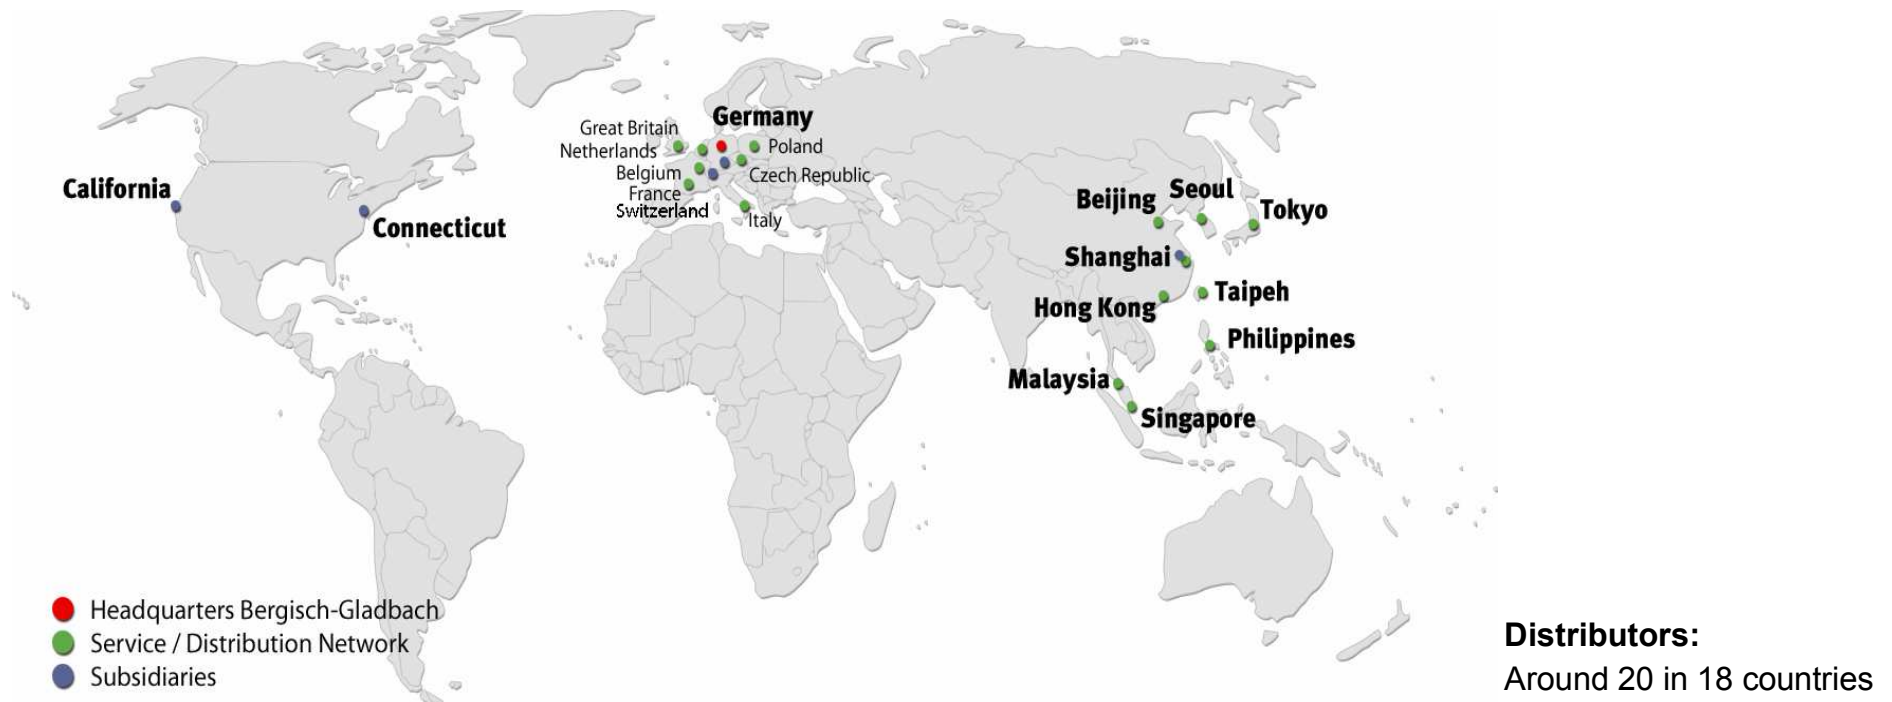 Germany
Great Britain
Netherlands
Poland
Belgium
Czech Republic
France
Switzerland
Italy
California
Connecticut
Beijing
Seoul
Tokyo
Shanghai
Taipeh
Hong Kong
Philippines
Malaysia
Singapore
Headquarters Bergisch-Gladbach
Service / Distribution Network
Subsidiaries
Distributors:
Around 20 in 18 countries